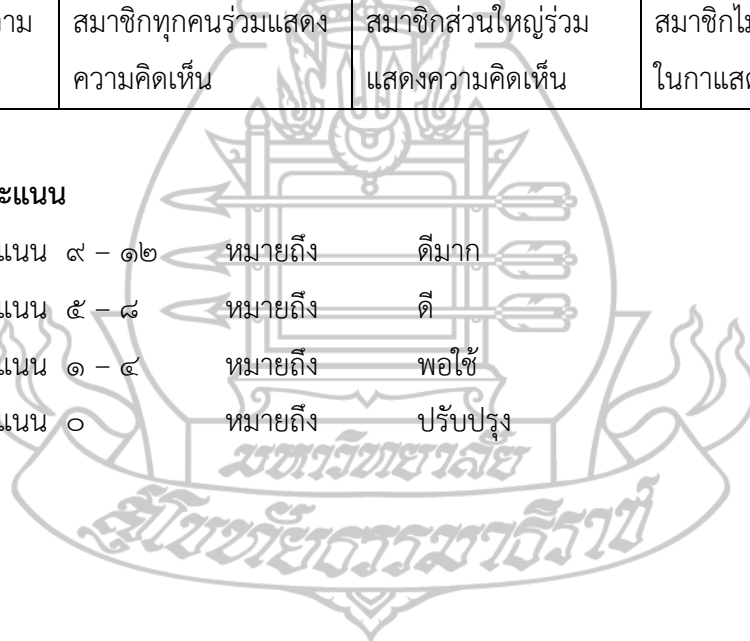 าม สมาชิกทุกคนร่วมแสดง สมาชิกส่วนใหญ่ร่วม สมาชิกไม่
ความคิดเห็น แสดงความคิดเห็น ในกาแสด
ะแนน
แนน ๙ – ๑๒ หมายถึง ดีมาก
แนน ๕ – ๘ หมายถึง ดี
แนน ๑ – ๔ หมายถึง พอใช้
แนน ๐ หมายถึง ปรับปรุง
มหาวิทยาลัย
สุโขทัยธรรมาธิราช